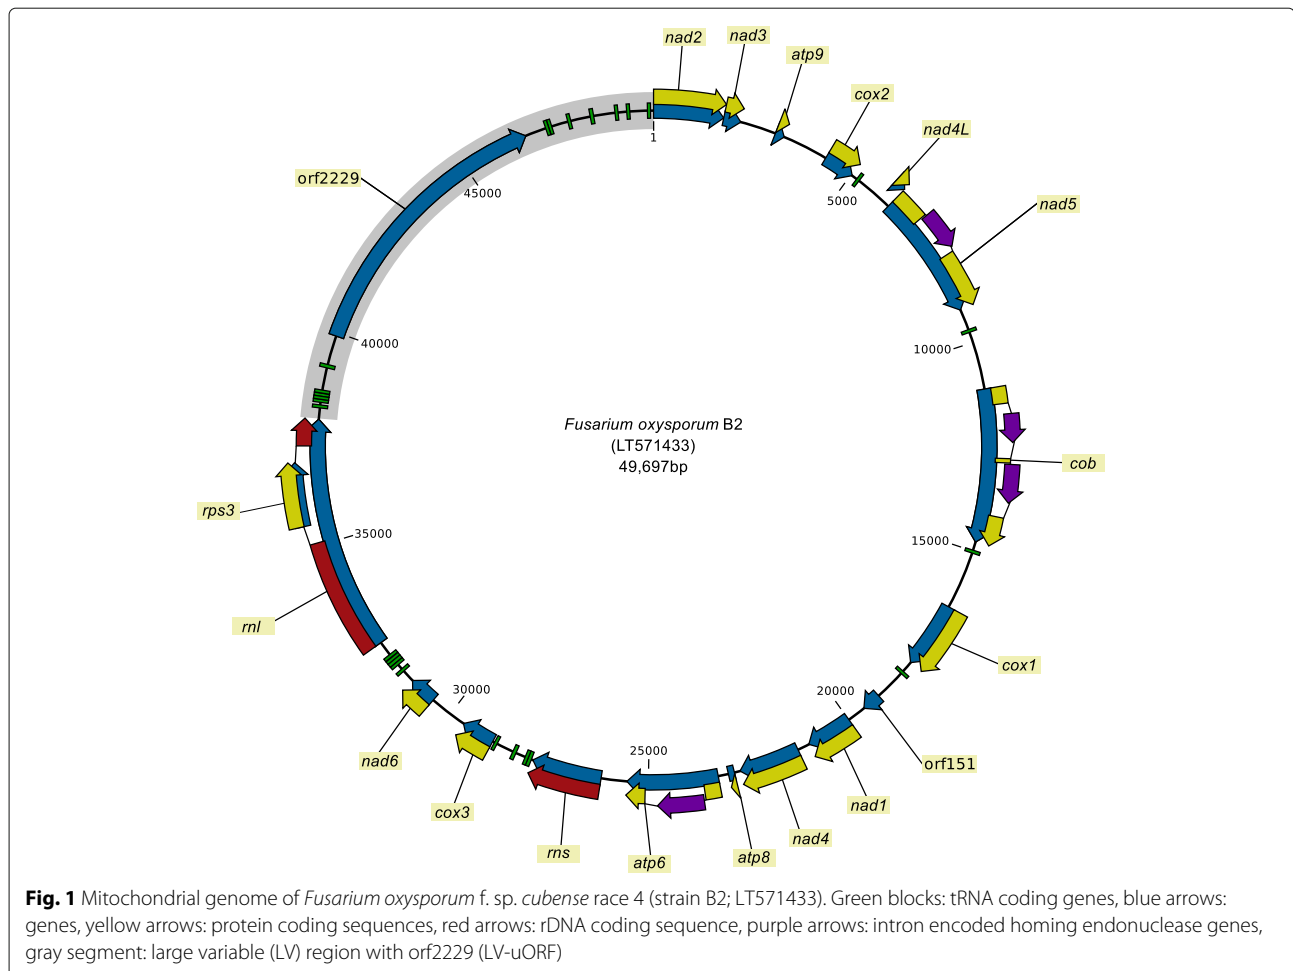 nad2
nad3
atp9
cox2
nad4L
nad5
1
5000
10000
cob
15000
cox1
20000
orf151
nad1
nad4
atp8
25000
atp6
rns
cox3
30000
nad6
rnl
35000
rps3
40000
orf2229
45000
Fusarium oxysporum B2
(LT571433)
49,697bp
Fig. 1 Mitochondrial genome of Fusarium oxysporum f. sp. cubense race 4 (strain B2; LT571433). Green blocks: tRNA coding genes, blue arrows:
genes, yellow arrows: protein coding sequences, red arrows: rDNA coding sequence, purple arrows: intron encoded homing endonuclease genes,
gray segment: large variable (LV) region with orf2229 (LV-uORF)